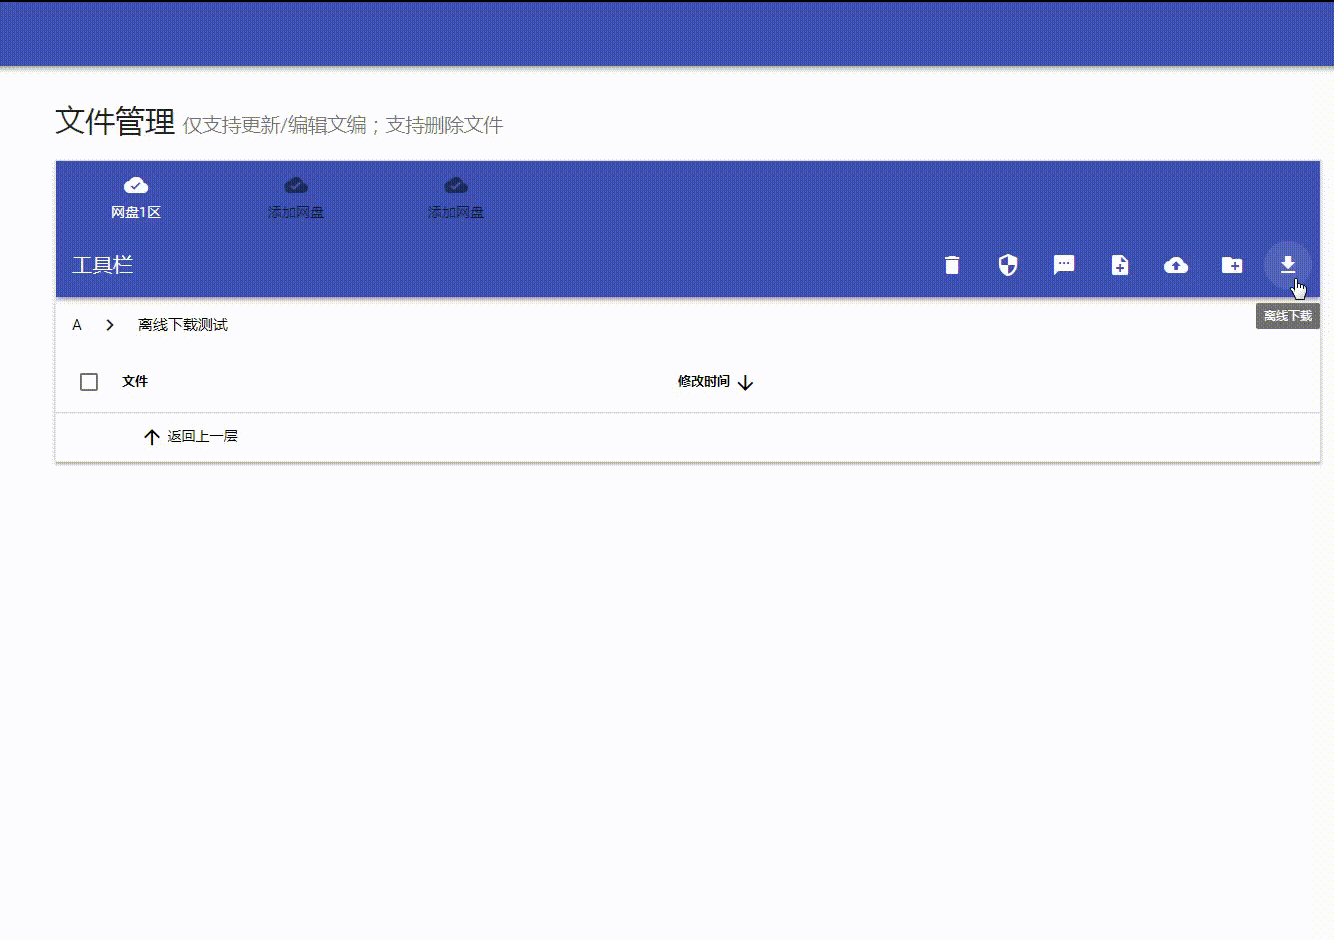 文件管理 仅支持更新/编辑文编；支持删除文件
网盘1区 添加网盘 添加网盘
工具栏
离线下载
A 离线下载测试
文件 修改时间
返回上一层